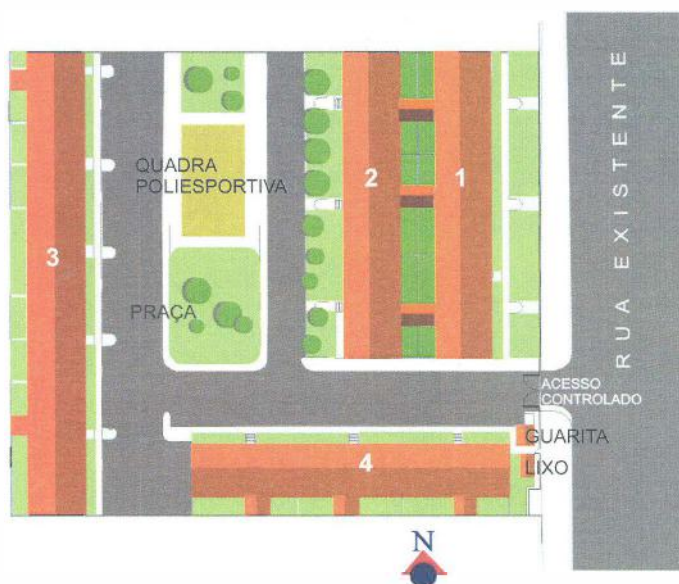 QUADRA
POLIESPORTIVA
PRAÇA
3
2
1
RUA EXISTENTE
ACESSO
CONTROLADO
GUARITA
LIXO
4
N